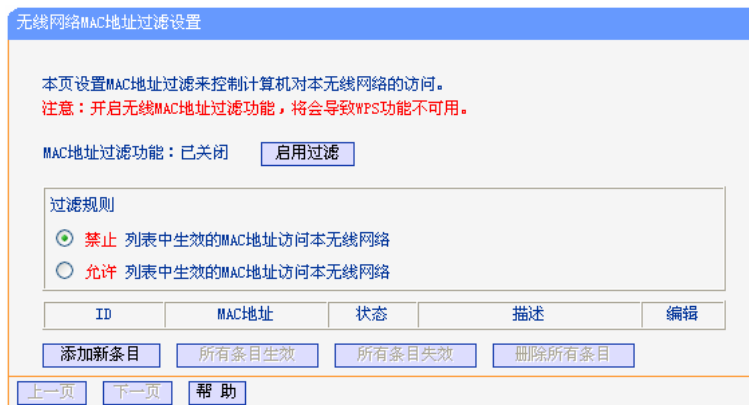 无线网络MAC地址过滤设置
本页设置MAC地址过滤来控制计算机对本无线网络的访问。
注意：开启无线MAC地址过滤功能，将会导致WPS功能不可用。
MAC地址过滤功能：已关闭 启用过滤
过滤规则
禁止 列表中生效的MAC地址访问本无线网络
允许 列表中生效的MAC地址访问本无线网络
ID MAC地址 状态 描述 编辑
添加新条目 所有条目生效 所有条目失效 删除所有条目
上一页 下一页 帮 助